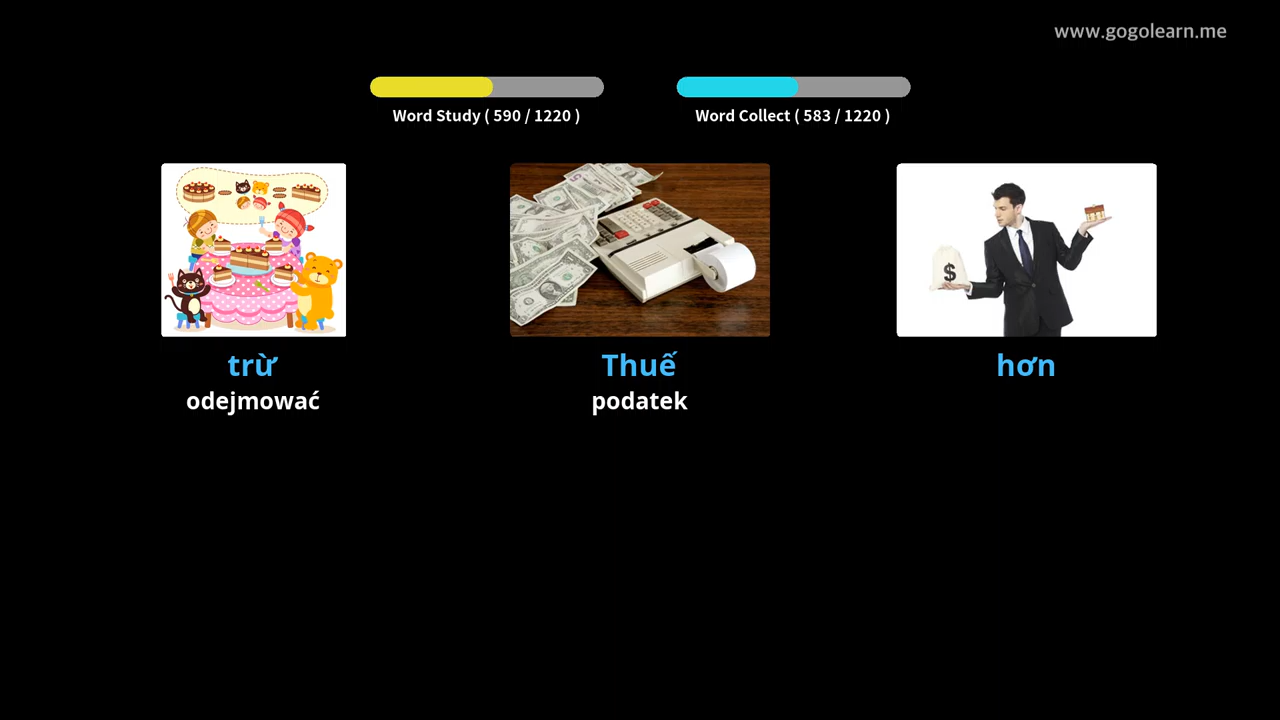 www.gogolearn.me
Word Study ( 590 / 1220 )
Word Collect ( 583 / 1220 )
$
trừ
Thuế
hơn
odejmować
podatek